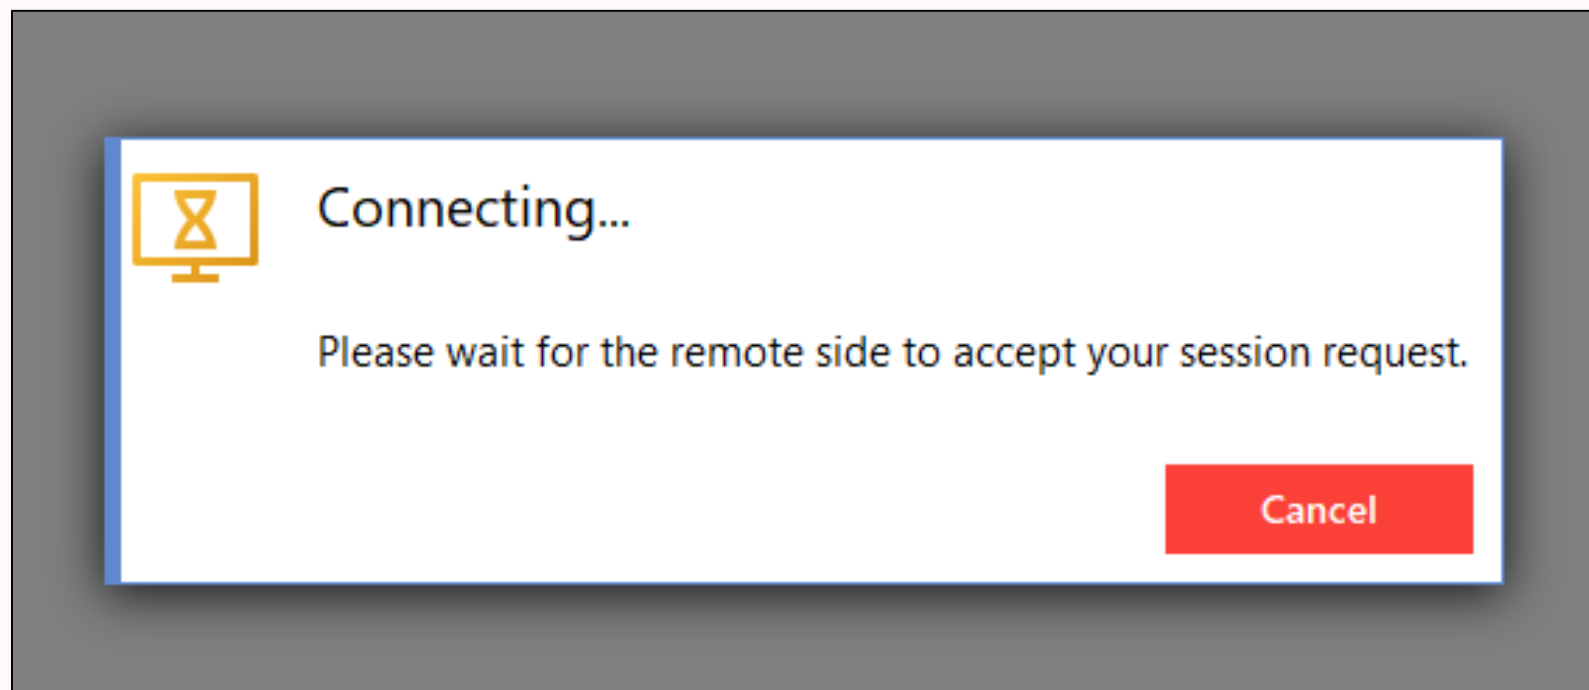 Connecting...
Please wait for the remote side to accept your session request.
Cancel